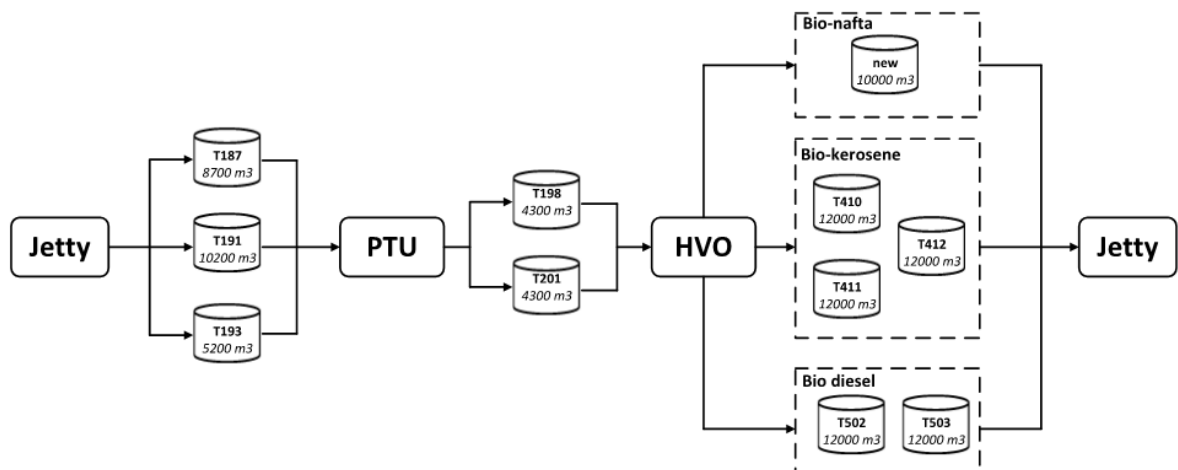 Jetty
T187
8700 m3
T191
10200 m3
T193
5200 m3
PTU
T198
4300 m3
T201
4300 m3
HVO
Bio-nafta
new
10000 m3
Bio-kerosene
T410
12000 m3
T412
12000 m3
T411
12000 m3
Bio diesel
T502
12000 m3
T503
12000 m3
Jetty